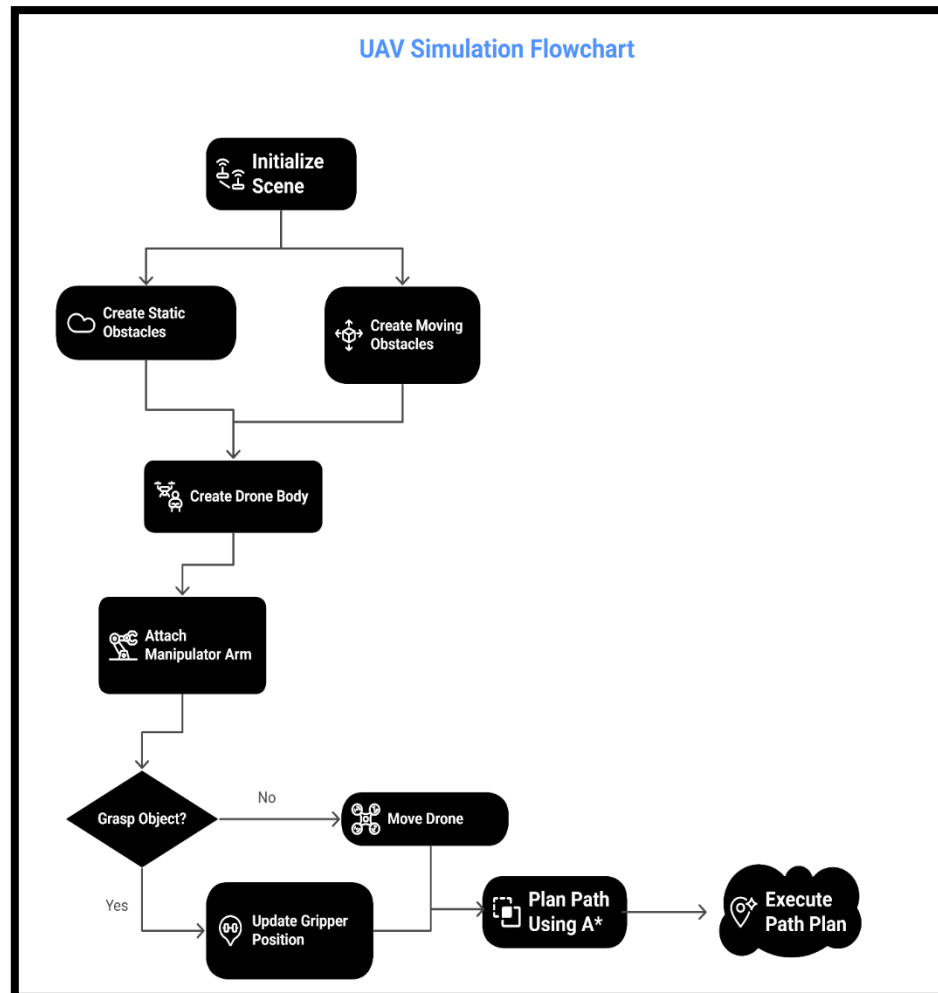 UAV Simulation Flowchart
Initialize
Scene
Create Static
Obstacles
Create Moving
Obstacles
Create Drone Body
Attach
Manipulator Arm
Grasp Object?
No
Move Drone
Yes
Update Gripper
Position
Plan Path
Using A*
Execute
Path Plan